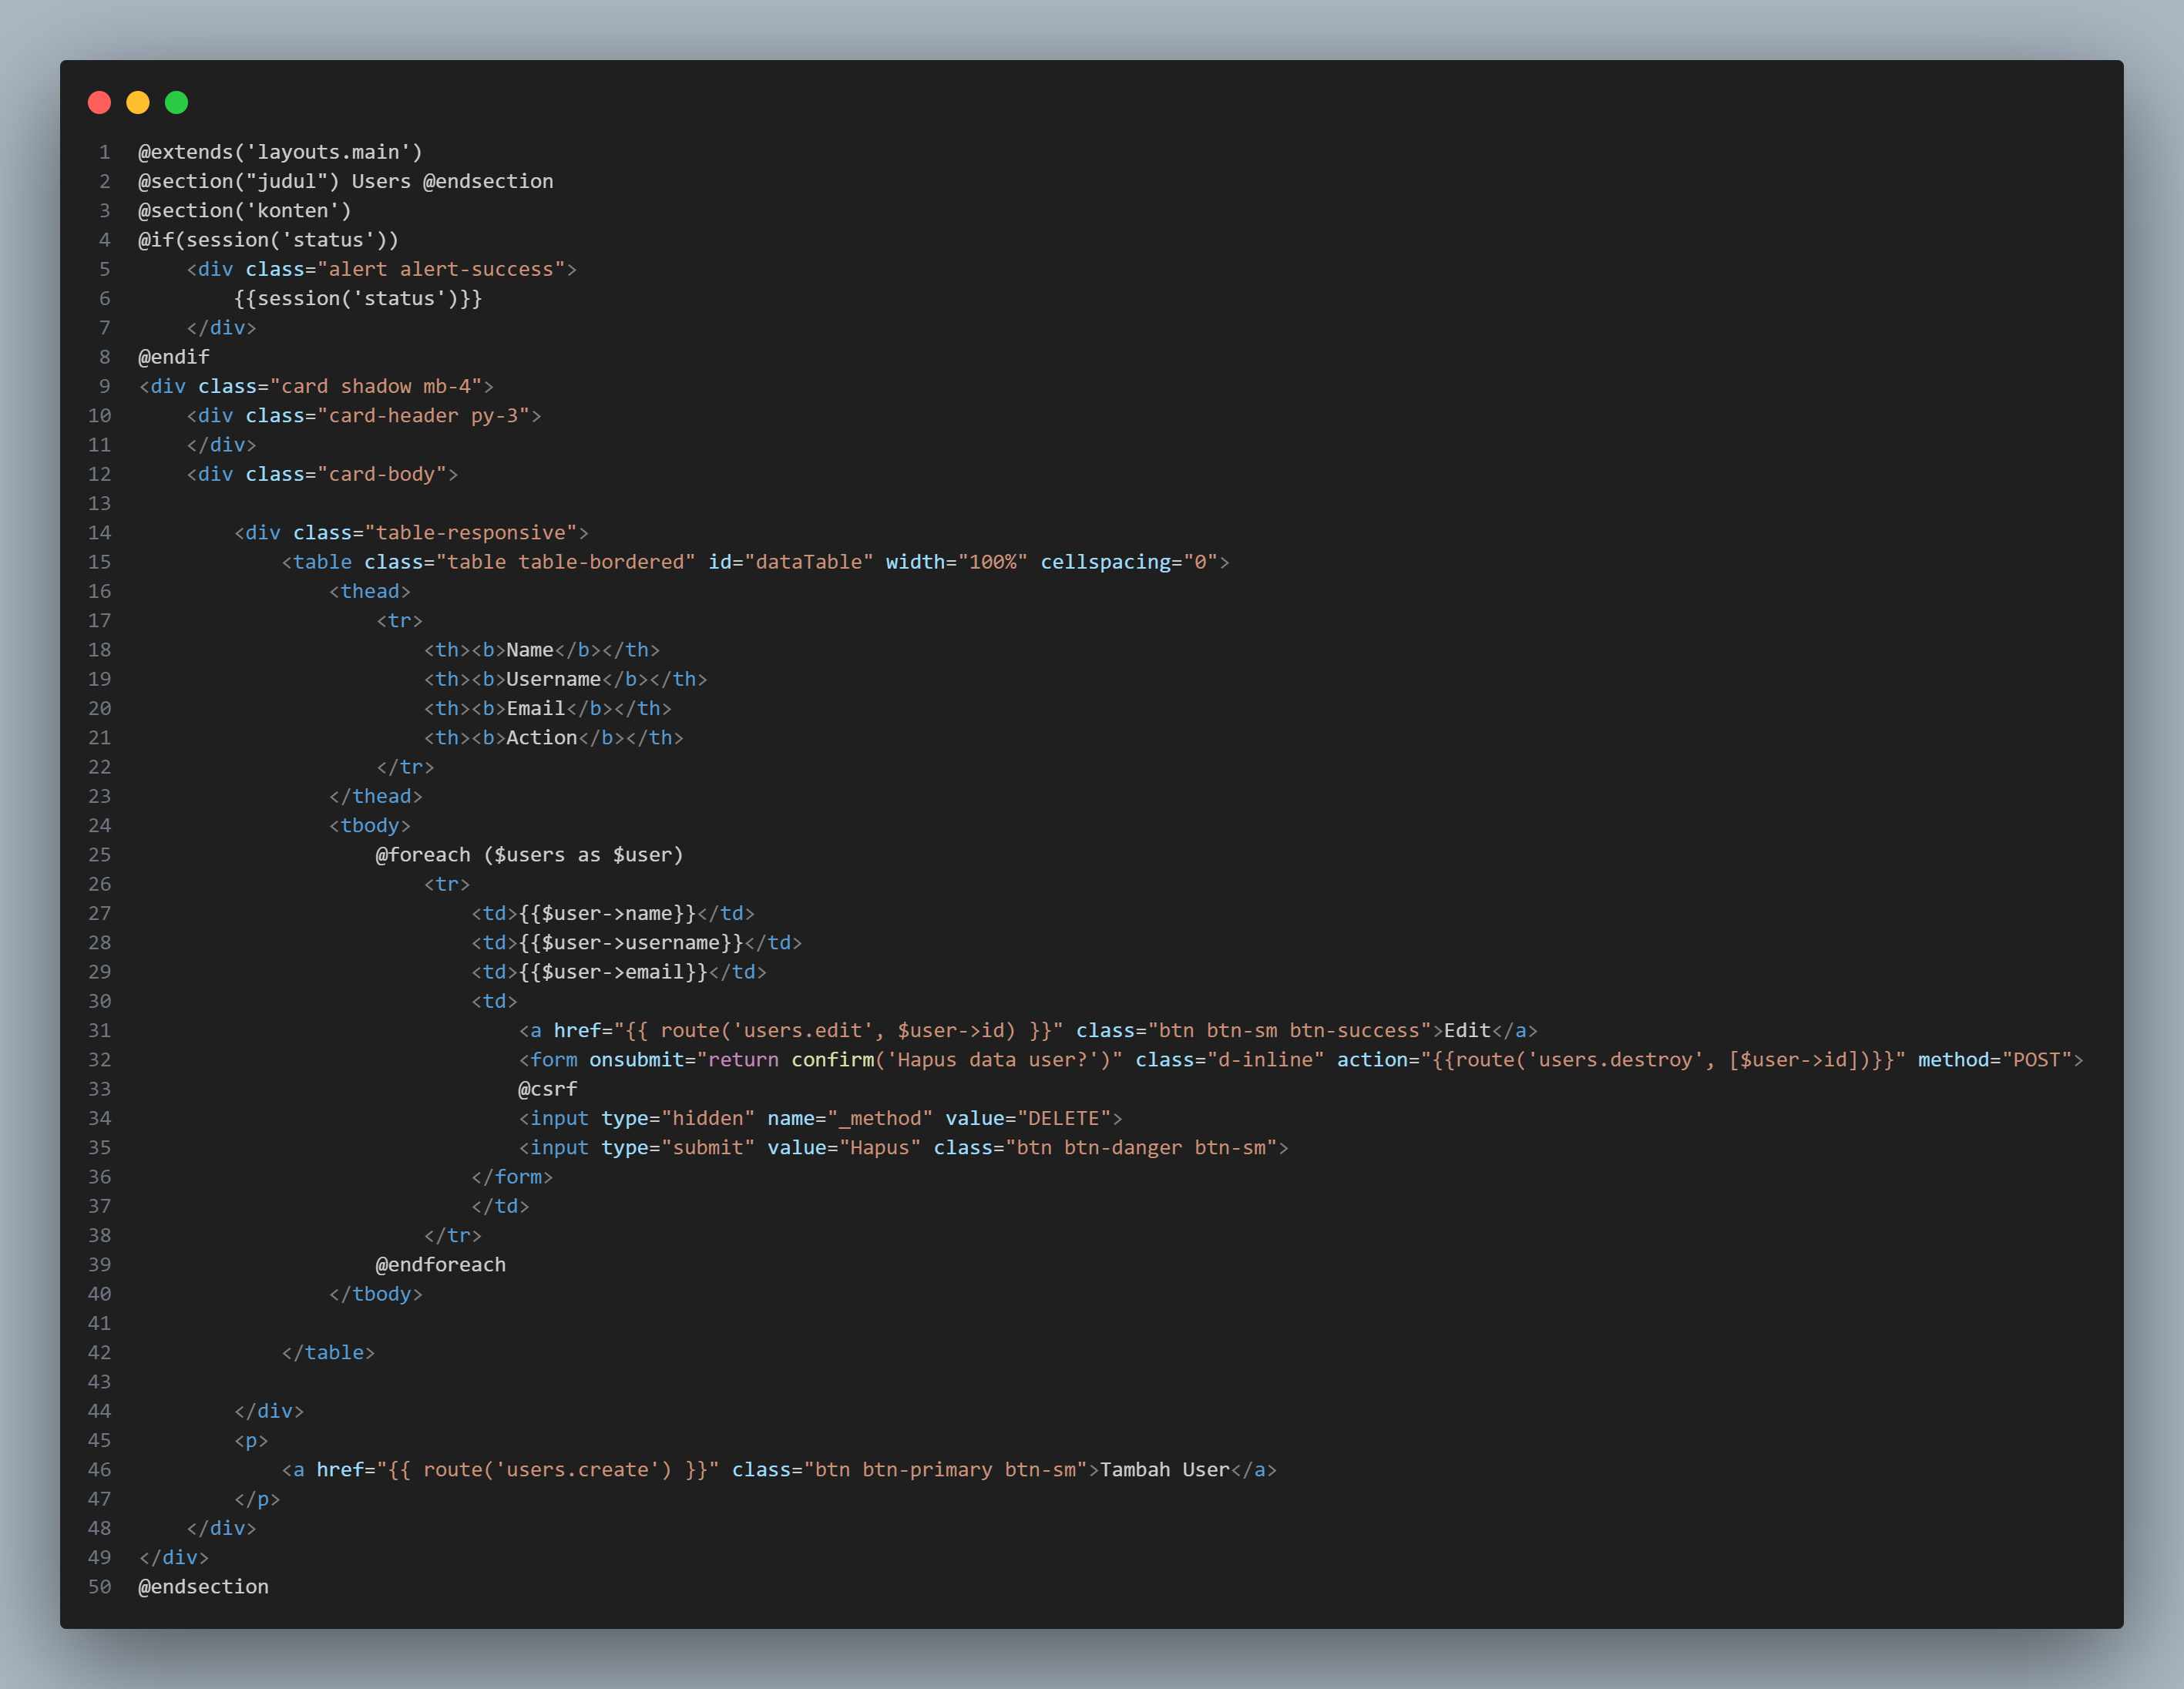 1 @extends('layouts.main')
2 @section("judul") Users @endsection
3 @section('konten')
4 @if(session('status'))
5     <div class="alert alert-success">
6         {{session('status')}}
7     </div>
8 @endif
9 <div class="card shadow mb-4">
10     <div class="card-header py-3">
11     </div>
12     <div class="card-body">
13
14         <div class="table-responsive">
15             <table class="table table-bordered" id="dataTable" width="100%" cellspacing="0">
16                 <thead>
17                     <tr>
18                         <th><b>Name</b></th>
19                         <th><b>Username</b></th>
20                         <th><b>Email</b></th>
21                         <th><b>Action</b></th>
22                     </tr>
23                 </thead>
24                 <tbody>
25                     @foreach ($users as $user)
26                         <tr>
27                             <td>{{$user->name}}</td>
28                             <td>{{$user->username}}</td>
29                             <td>{{$user->email}}</td>
30                             <td>
31                                 <a href="{{ route('users.edit', $user->id) }}" class="btn btn-sm btn-success">Edit</a>
32                                 <form onsubmit="return confirm('Hapus data user?')" class="d-inline" action="{{route('users.destroy', [$user->id])}}" method="POST">
33                                 @csrf
34                                 <input type="hidden" name="_method" value="DELETE">
35                                 <input type="submit" value="Hapus" class="btn btn-danger btn-sm">
36                             </form>
37                             </td>
38                         </tr>
39                     @endforeach
40                 </tbody>
41
42             </table>
43
44         </div>
45         <p>
46             <a href="{{ route('users.create') }}" class="btn btn-primary btn-sm">Tambah User</a>
47         </p>
48     </div>
49 </div>
50 @endsection